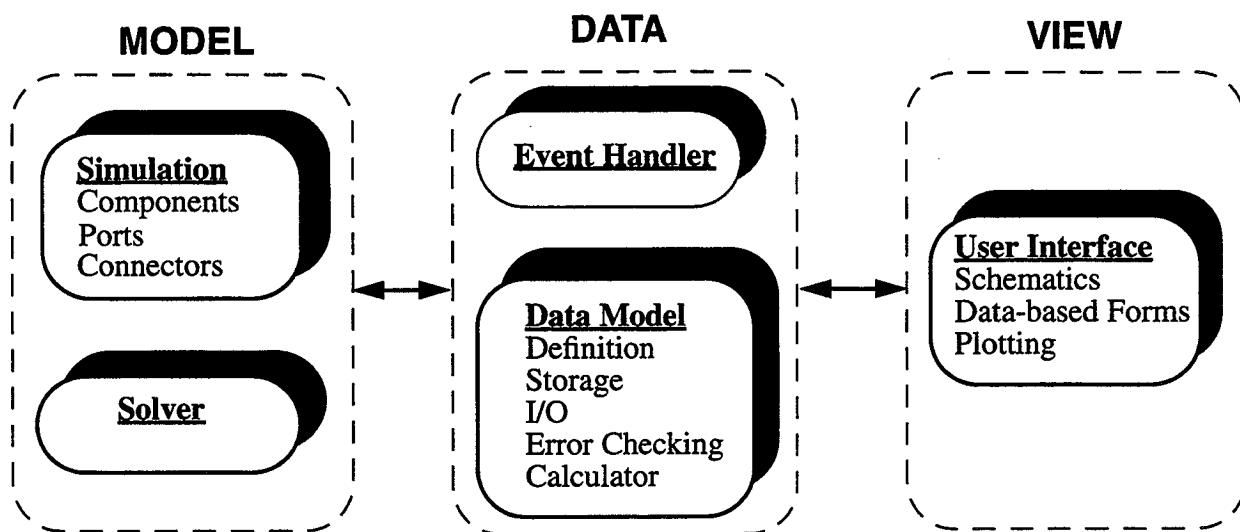 MODEL
Simulation
Components
Ports
Connectors
Solver
DATA
Event Handler
Data Model
Definition
Storage
I/O
Error Checking
Calculator
VIEW
User Interface
Schematics
Data-based Forms
Plotting